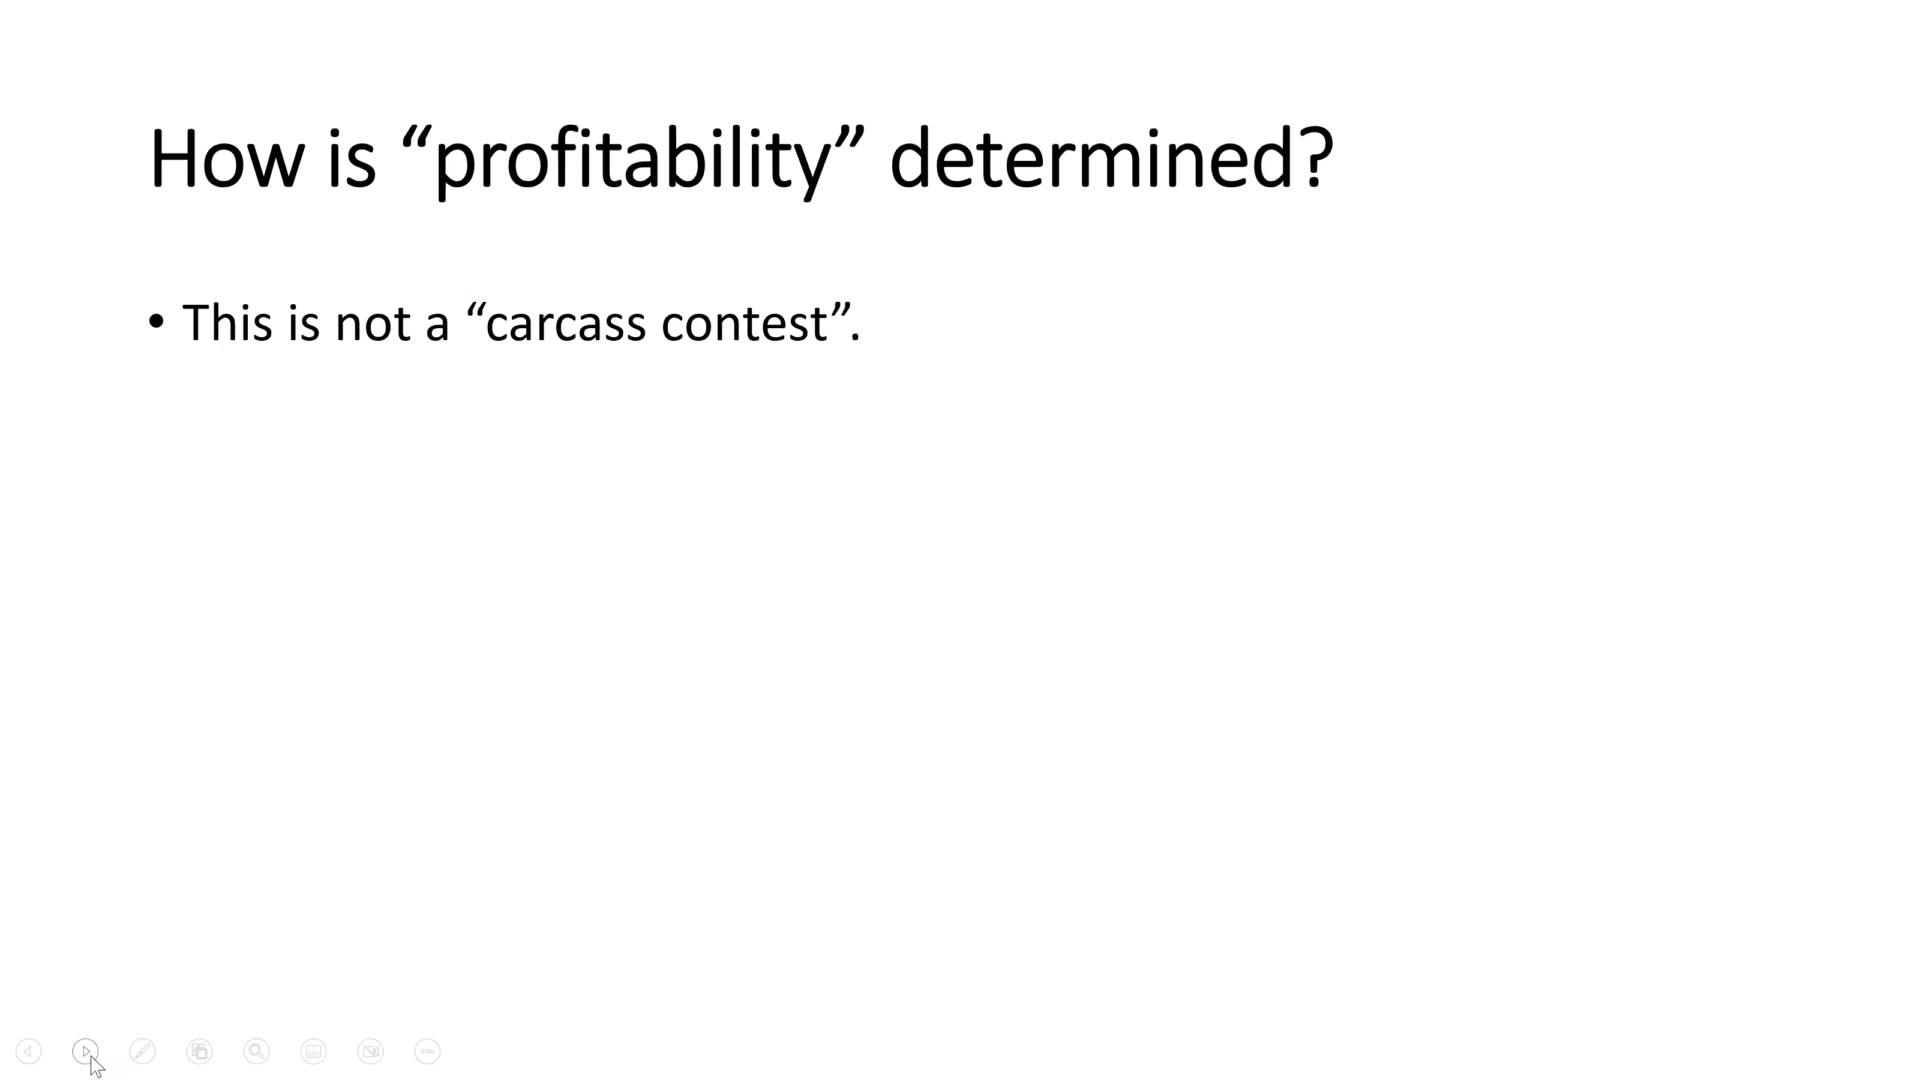 How is “profitability” determined?
• This is not a “carcass contest”.